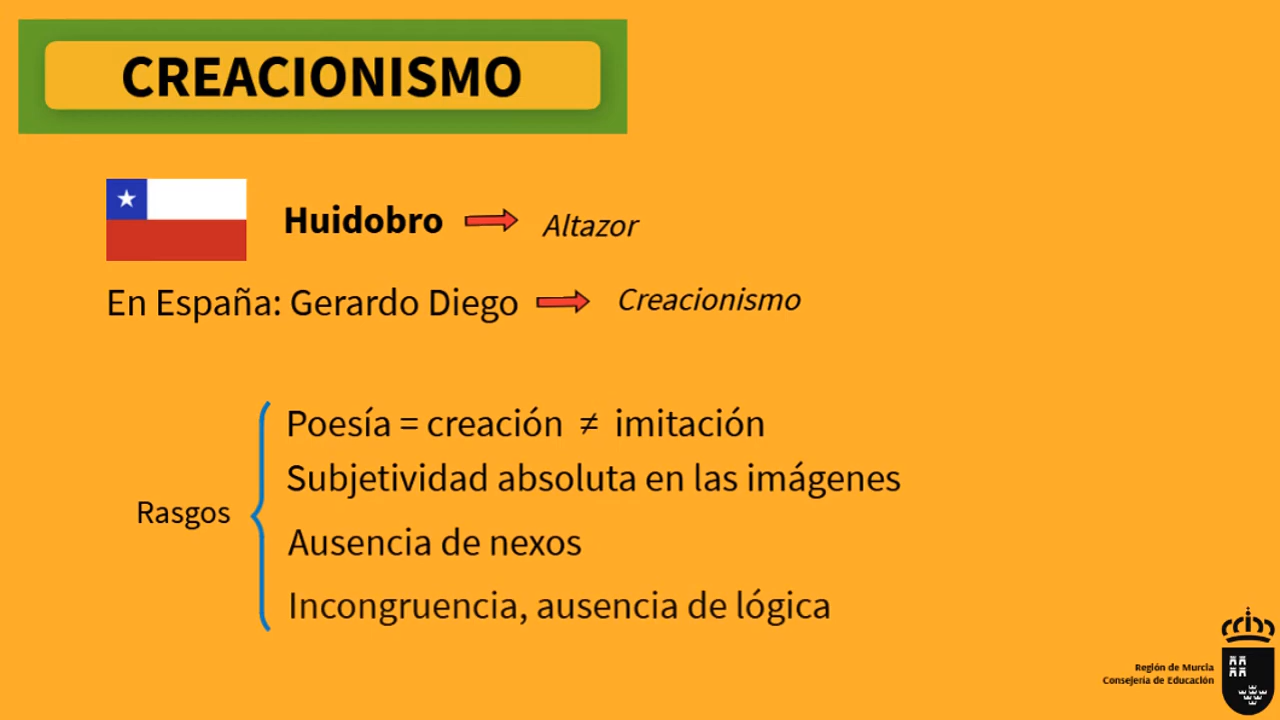 CREACIONISMO
Huidobro Altazor
En España: Gerardo Diego Creacionismo
Poesía = creación ≠ imitación
Subjetividad absoluta en las imágenes
Rasgos
Ausencia de nexos
Incongruencia, ausencia de lógica
Región de Murcia
Consejería de Educación